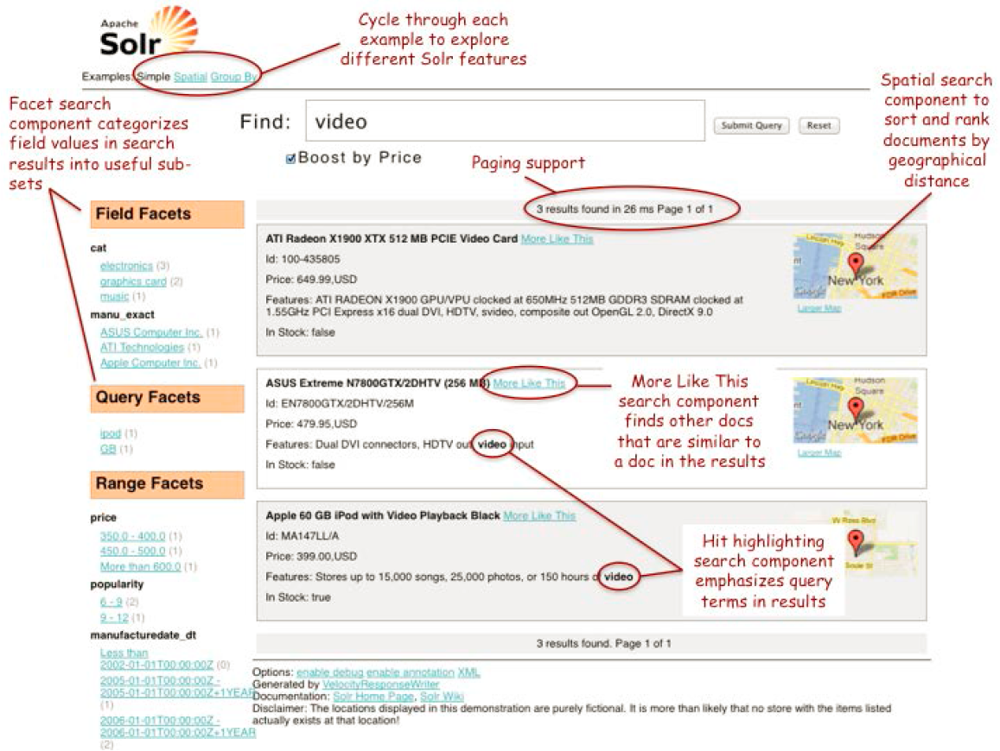 Apache
Solr
Examples: Simple Spatial Group By
Cycle through each
example to explore
different Solr features
Facet search
component categorizes
field values in search
results into useful sub-
sets
Spatial search
component to
sort and rank
documents by
geographical
distance
Find: video
Submit Query
Reset
Boost by Price
Paging support
3 results found in 26 ms Page 1 of 1
Field Facets
cat
electronics (3)
graphics card (2)
music (1)
manu_exact
ASUS Computer Inc. (1)
ATI Technologies (1)
Apple Computer Inc. (1)
Query Facets
ipod (1)
GB (1)
Range Facets
price
350.0 - 400.0 (1)
450.0 - 500.0 (1)
More than 600.0 (1)
popularity
6 - 9 (2)
9 - 12 (1)
manufacturedate_dt
Less than
2002-01-01T00:00:00Z (0)
2005-01-01T00:00:00Z -
2005-01-01T00:00:00Z+1YEAR
(1)
2006-01-01T00:00:00Z -
2006-01-01T00:00:00Z+1YEAR
(2)
ATI Radeon X1900 XTX 512 MB PCIE Video Card More Like This
Id: 100-435805
Price: 649.99,USD
Features: ATI RADEON X1900 GPU/VPU clocked at 650MHz 512MB GDDR3 SDRAM clocked at
1.55GHz PCI Express x16 dual DVI, HDTV, svideo, composite out OpenGL 2.0, DirectX 9.0
In Stock: false
Hudson
Square
New York
Google
FDR Drive
Larger Map
ASUS Extreme N7800GTX/2DHTV (256 MB) More Like This
Id: EN7800GTX/2DHTV/256M
Price: 479.95,USD
Features: Dual DVI connectors, HDTV out, video input
In Stock: false
More Like This
search component
finds other docs
that are similar to
a doc in the results
Hudson
Square
New York
Google
FDR Drive
Larger Map
Apple 60 GB iPod with Video Playback Black More Like This
Id: MA147LL/A
Price: 399.00,USD
Features: Stores up to 15,000 songs, 25,000 photos, or 150 hours of video
In Stock: true
Hit highlighting
search component
emphasizes query
terms in results
3 results found. Page 1 of 1
Options: enable debug enable annotation XML
Generated by VelocityResponseWriter
Documentation: Solr Home Page, Solr Wiki
Disclaimer: The locations displayed in this demonstration are purely fictional. It is more than likely that no store with the items listed
actually exists at that location!